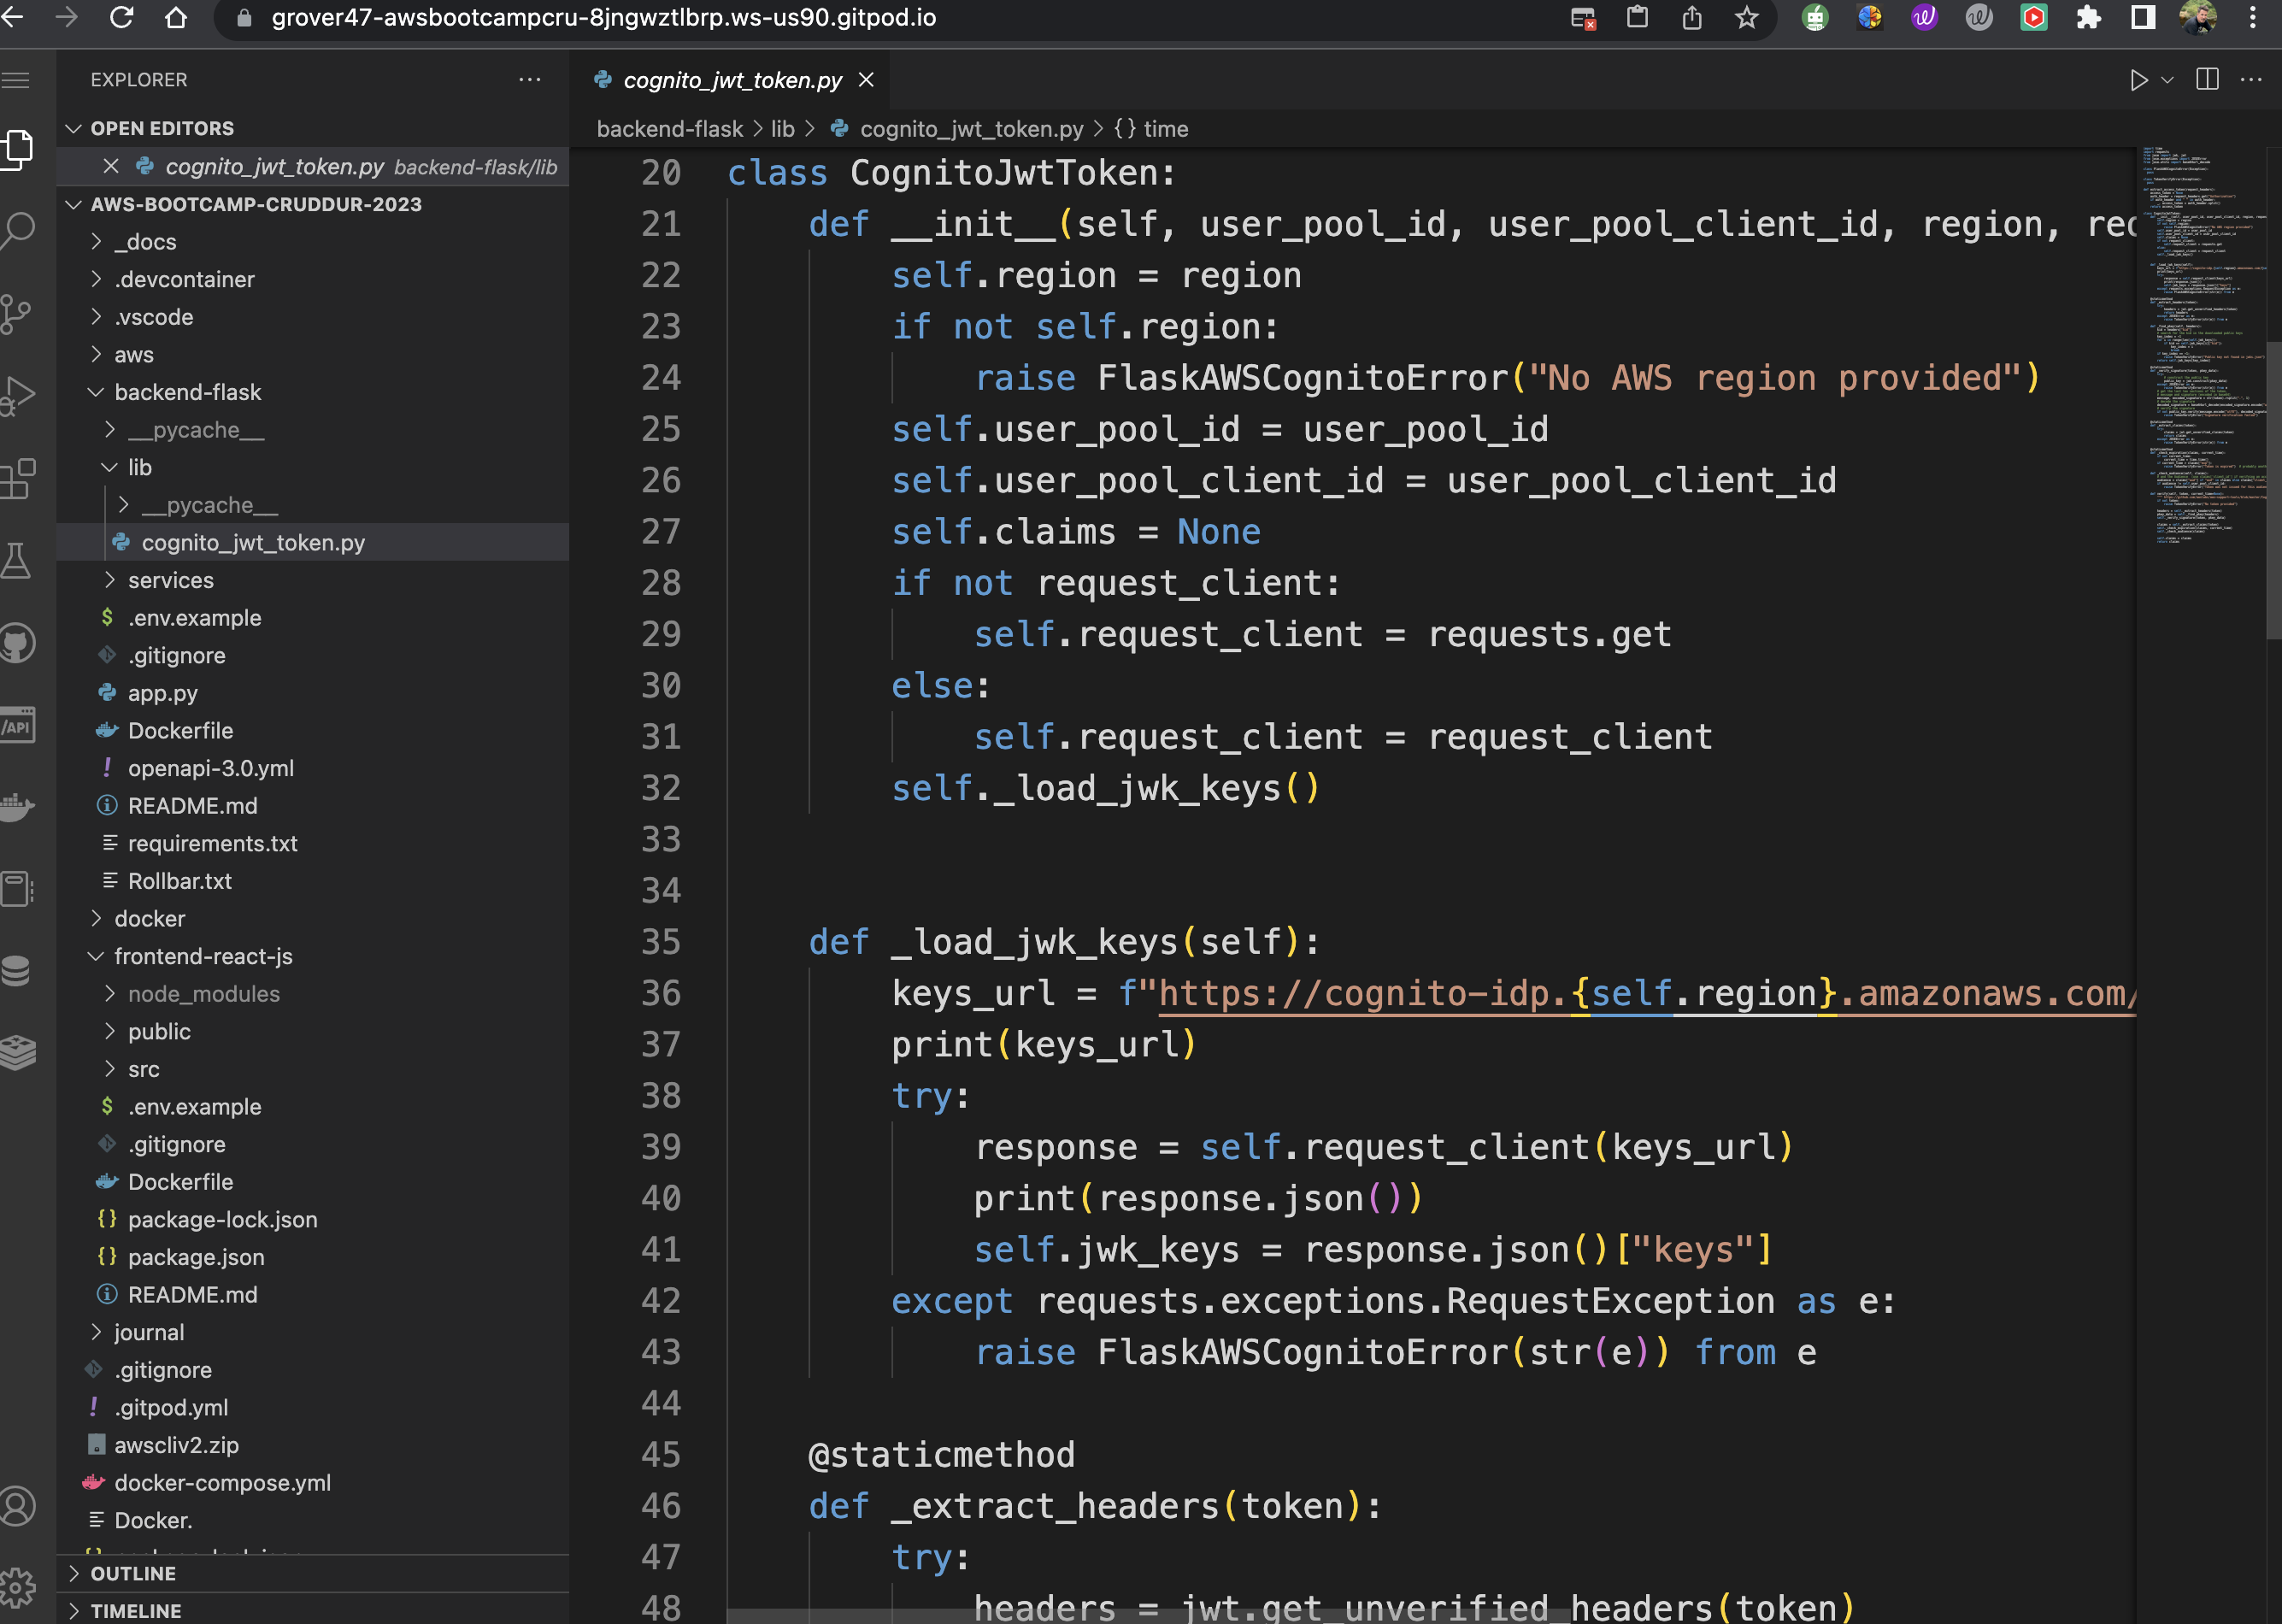 grover47-awsbootcampcru-8jngwztlbrp.ws-us90.gitpod.io
EXPLORER
OPEN EDITORS
cognito_jwt_token.py backend-flask/lib
AWS-BOOTCAMP-CRUDDUR-2023
_docs
.devcontainer
.vscode
aws
backend-flask
__pycache__
lib
__pycache__
cognito_jwt_token.py
services
.env.example
.gitignore
app.py
Dockerfile
openapi-3.0.yml
README.md
requirements.txt
Rollbar.txt
docker
frontend-react-js
node_modules
public
src
.env.example
.gitignore
Dockerfile
package-lock.json
package.json
README.md
journal
.gitignore
.gitpod.yml
awscliv2.zip
docker-compose.yml
Docker.
OUTLINE
TIMELINE
/API
cognito_jwt_token.py
backend-flask > lib > cognito_jwt_token.py > {} time
20 class CognitoJwtToken:
21 def __init__(self, user_pool_id, user_pool_client_id, region, req
22 self.region = region
23 if not self.region:
24 raise FlaskAWSCognitoError("No AWS region provided")
25 self.user_pool_id = user_pool_id
26 self.user_pool_client_id = user_pool_client_id
27 self.claims = None
28 if not request_client:
29 self.request_client = requests.get
30 else:
31 self.request_client = request_client
32 self._load_jwk_keys()
33
34
35 def _load_jwk_keys(self):
36 keys_url = f"https://cognito-idp.{self.region}.amazonaws.com/
37 print(keys_url)
38 try:
39 response = self.request_client(keys_url)
40 print(response.json())
41 self.jwk_keys = response.json()["keys"]
42 except requests.exceptions.RequestException as e:
43 raise FlaskAWSCognitoError(str(e)) from e
44
45 @staticmethod
46 def _extract_headers(token):
47 try:
48 headers = jwt.get_unverified_headers(token)